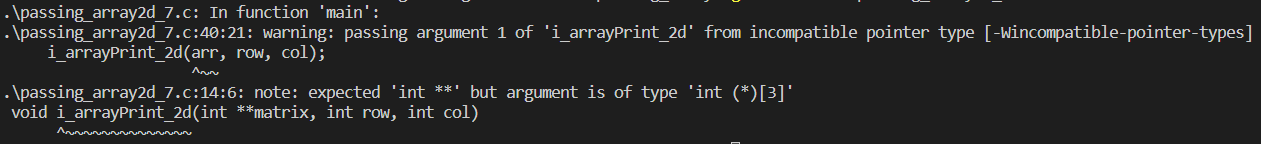 .\passing_array2d_7.c: In function 'main':
.\passing_array2d_7.c:40:21: warning: passing argument 1 of 'i_arrayPrint_2d' from incompatible pointer type [-Wincompatible-pointer-types]
     i_arrayPrint_2d(arr, row, col);
                     ^~~
.\passing_array2d_7.c:14:6: note: expected 'int **' but argument is of type 'int (*)[3]'
 void i_arrayPrint_2d(int **matrix, int row, int col)
      ^~~~~~~~~~~~~~~